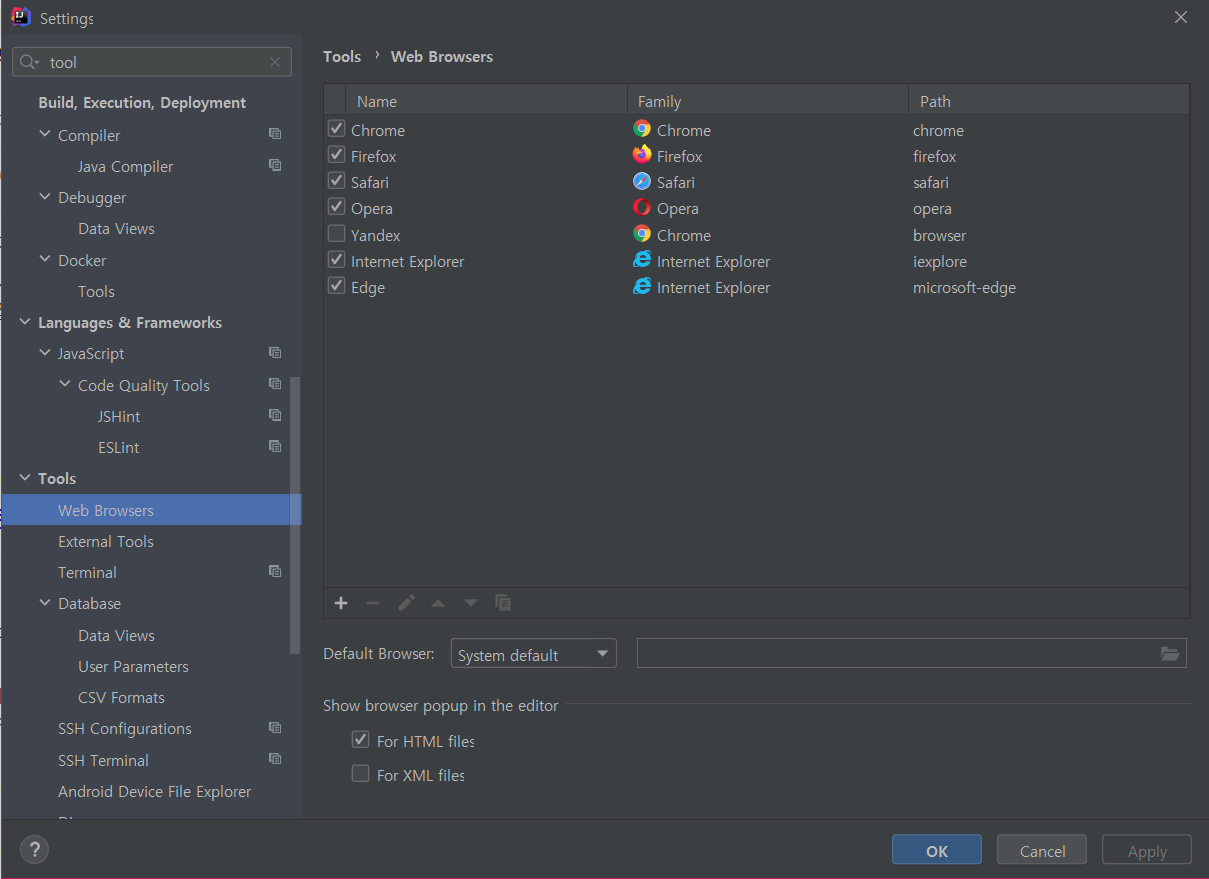 Settings
tool
Build, Execution, Deployment
Compiler
Java Compiler
Debugger
Data Views
Docker
Tools
Languages & Frameworks
JavaScript
Code Quality Tools
JSHint
ESLint
Tools
Web Browsers
External Tools
Terminal
Database
Data Views
User Parameters
CSV Formats
SSH Configurations
SSH Terminal
Android Device File Explorer
Tools › Web Browsers
Name Family Path
Chrome Chrome chrome
Firefox Firefox firefox
Safari Safari safari
Opera Opera opera
Yandex Chrome browser
Internet Explorer Internet Explorer iexplore
Edge Internet Explorer microsoft-edge
Default Browser: System default
Show browser popup in the editor
For HTML files
For XML files
? OK Cancel Apply